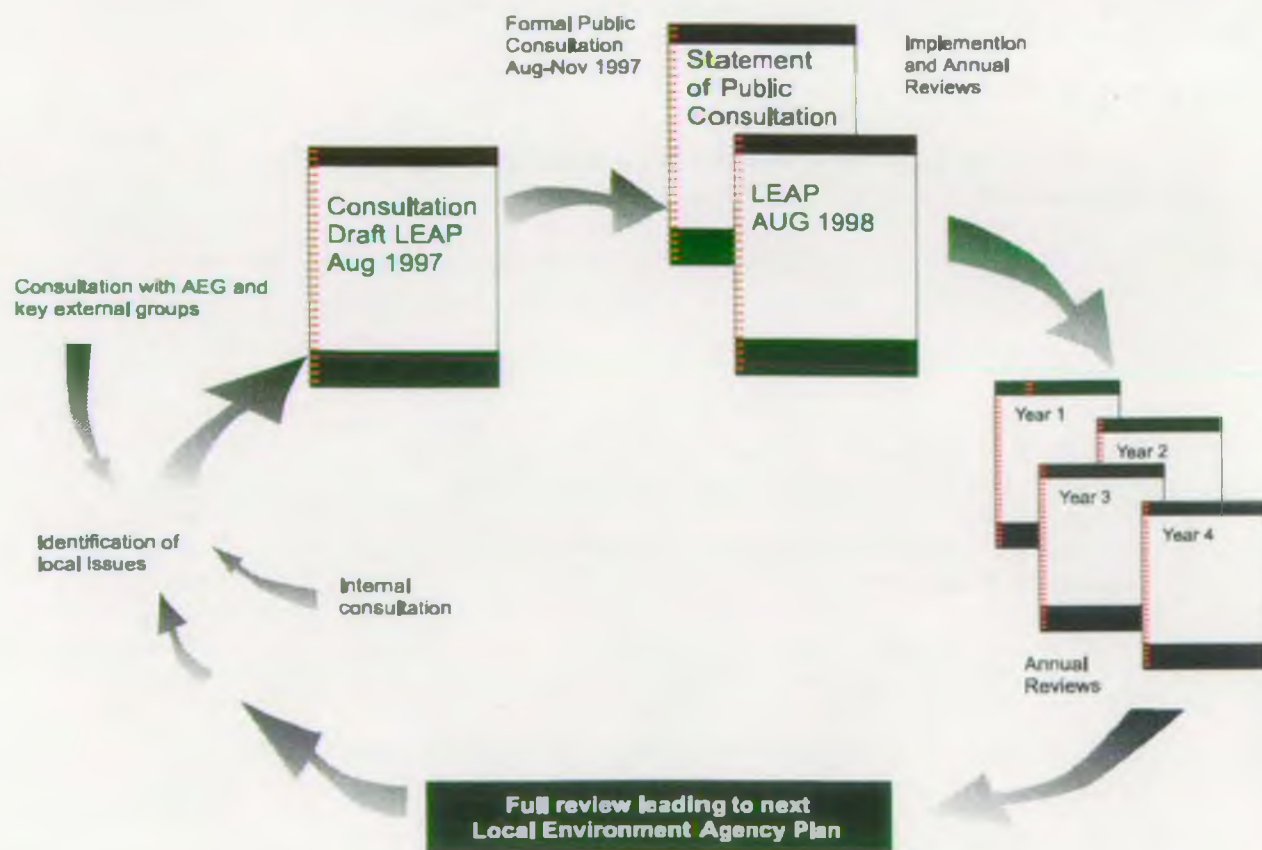 Formal Public
Consultation
Aug-Nov 1997
Statement
of Public
Consultation
Implemention
and Annual
Reviews
Consultation
Draft LEAP
Aug 1997
LEAP
AUG 1998
Consultation with AEG and
key external groups
Year 1
Year 2
Year 3
Year 4
Identification of
local issues
Internal
consultation
Annual
Reviews
Full review leading to next
Local Environment Agency Plan